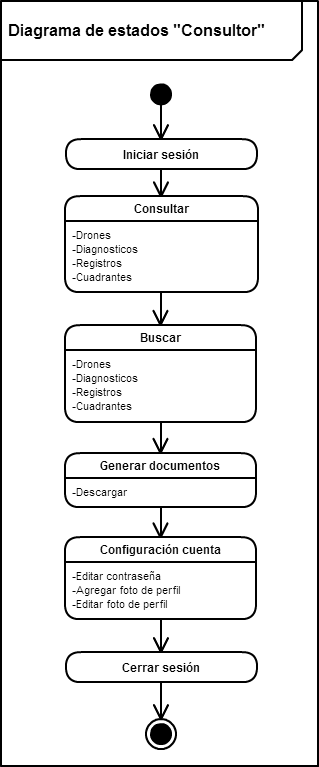 Diagrama de estados "Consultor"
Iniciar sesión
Consultar
-Drones
-Diagnosticos
-Registros
-Cuadrantes
Buscar
-Drones
-Diagnosticos
-Registros
-Cuadrantes
Generar documentos
-Descargar
Configuración cuenta
-Editar contraseña
-Agregar foto de perfil
-Editar foto de perfil
Cerrar sesión